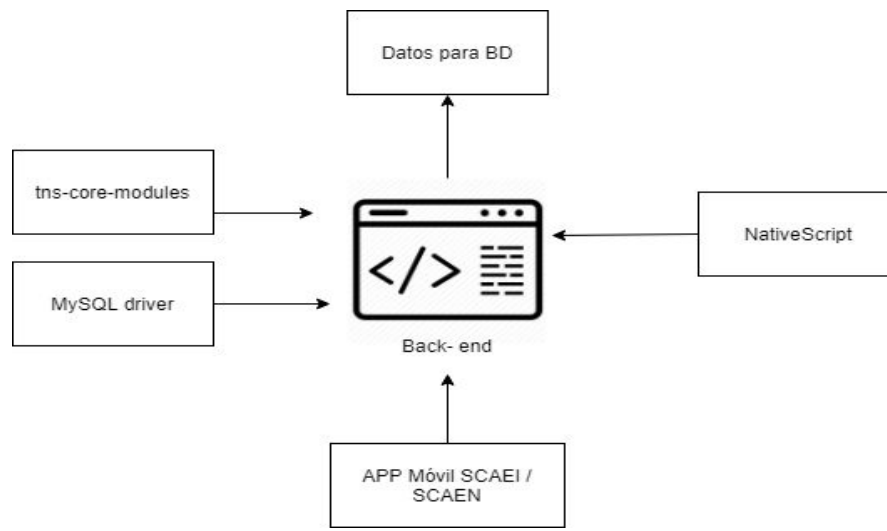 Datos para BD
tns-core-modules
NativeScript
MySQL driver
</>
Back- end
APP Móvil SCAEI /
SCAEN